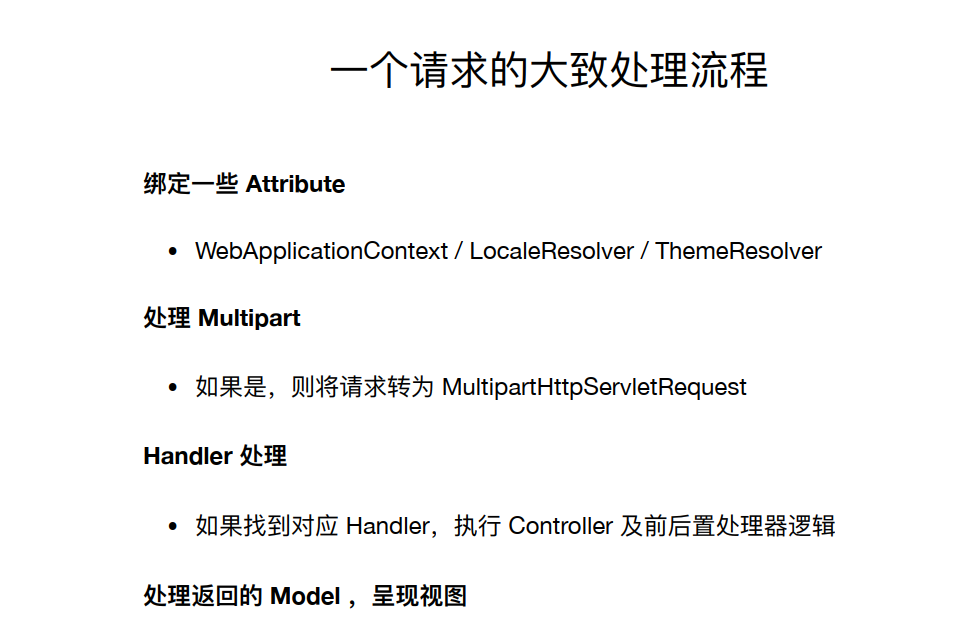 一个请求的大致处理流程
绑定一些 Attribute
• WebApplicationContext / LocaleResolver / ThemeResolver
处理 Multipart
• 如果是，则将请求转为 MultipartHttpServletRequest
Handler 处理
• 如果找到对应 Handler，执行 Controller 及前后置处理器逻辑
处理返回的 Model ，呈现视图